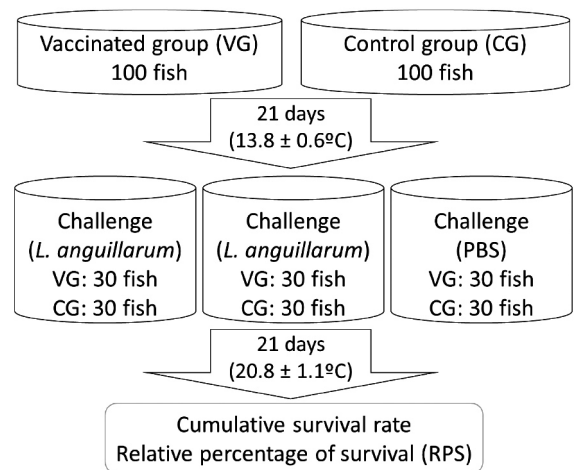 Vaccinated group (VG)
100 fish
Control group (CG)
100 fish
21 days
(13.8 ± 0.6ºC)
Challenge
(L. anguillarum)
VG: 30 fish
CG: 30 fish
Challenge
(L. anguillarum)
VG: 30 fish
CG: 30 fish
Challenge
(PBS)
VG: 30 fish
CG: 30 fish
21 days
(20.8 ± 1.1ºC)
Cumulative survival rate
Relative percentage of survival (RPS)